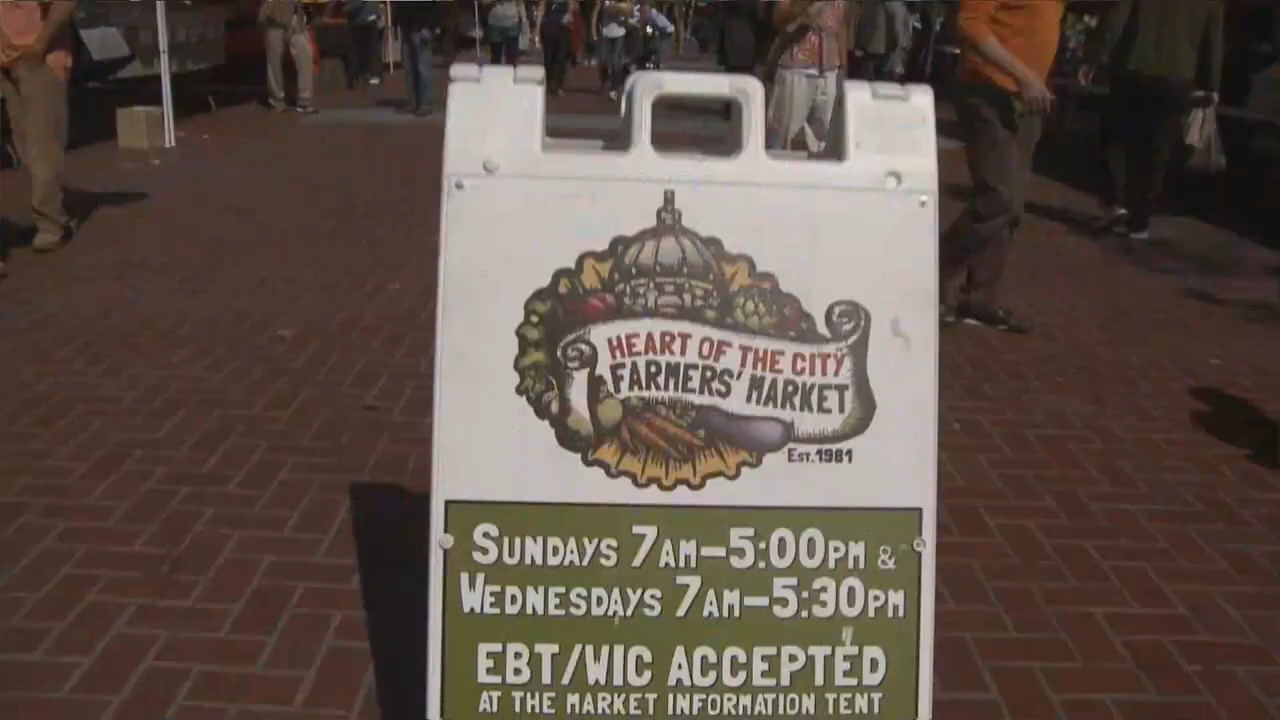 HEART OF THE CITY
FARMERS' MARKET
EST. 1981
SUNDAYS 7AM–5:00PM &
WEDNESDAYS 7AM–5:30PM
EBT/WIC ACCEPTED
AT THE MARKET INFORMATION TENT